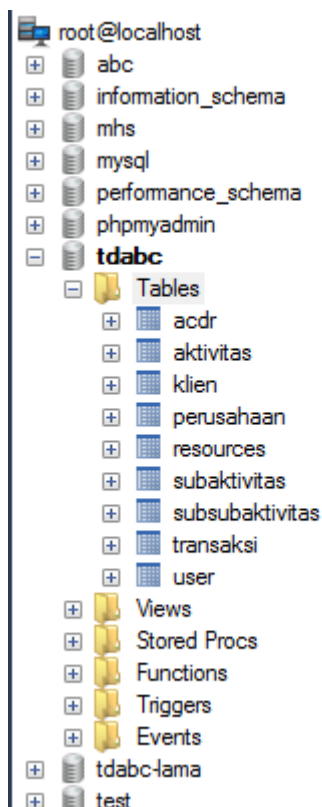 root@localhost
abc
information_schema
mhs
mysql
performance_schema
phpmyadmin
tdabc
Tables
acdr
aktivitas
klien
perusahaan
resources
subaktivitas
subsubaktivitas
transaksi
user
Views
Stored Procs
Functions
Triggers
Events
tdabc-lama
test